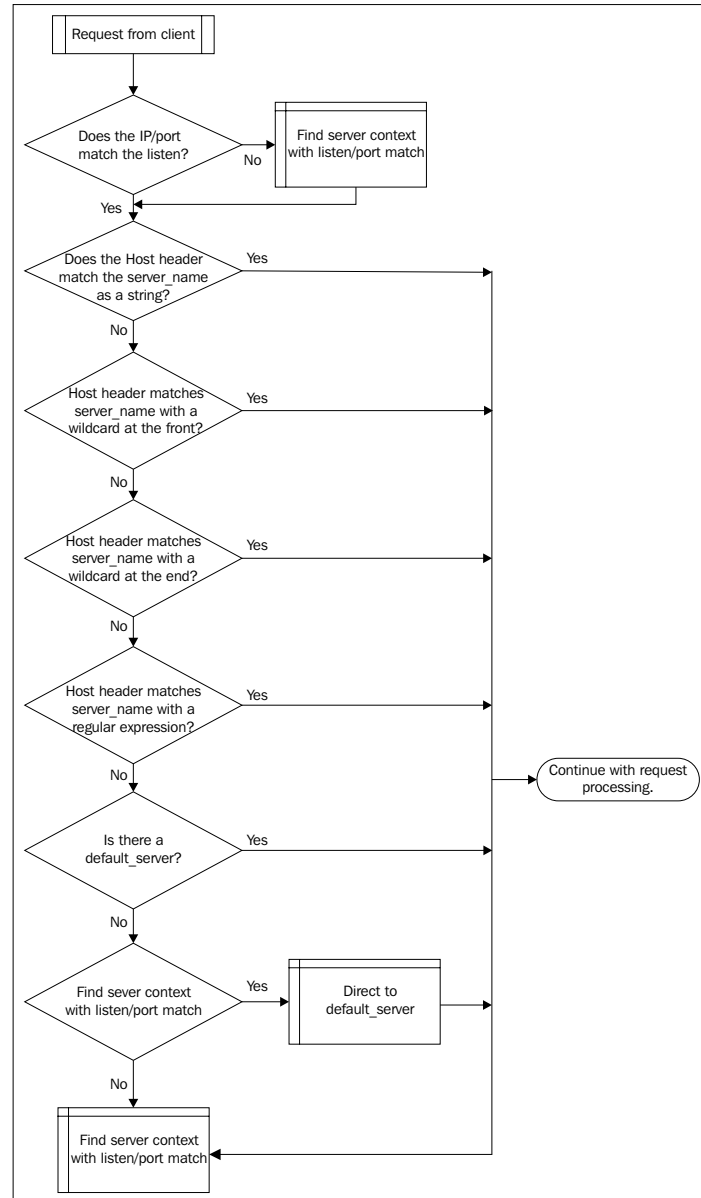 Request from client
Does the IP/port
match the listen?
No
Find server context
with listen/port match
Yes
Does the Host header
match the server_name
as a string?
Yes
No
Host header matches
server_name with a
wildcard at the front?
Yes
No
Host header matches
server_name with a
wildcard at the end?
Yes
No
Host header matches
server_name with a
regular expression?
Yes
No
Continue with request
processing.
Is there a
default_server?
Yes
No
Find sever context
with listen/port match
Yes
Direct to
default_server
No
Find server context
with listen/port match